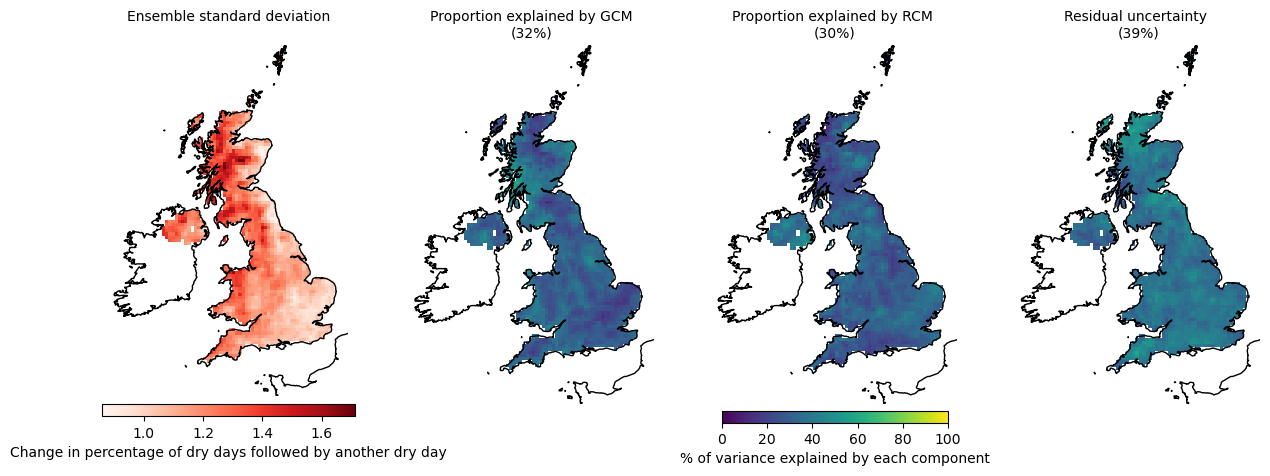 Ensemble standard deviation
Proportion explained by GCM
(32%)
Proportion explained by RCM
(30%)
Residual uncertainty
(39%)
1.0 1.2 1.4 1.6
Change in percentage of dry days followed by another dry day
0 20 40 60 80 100
% of variance explained by each component